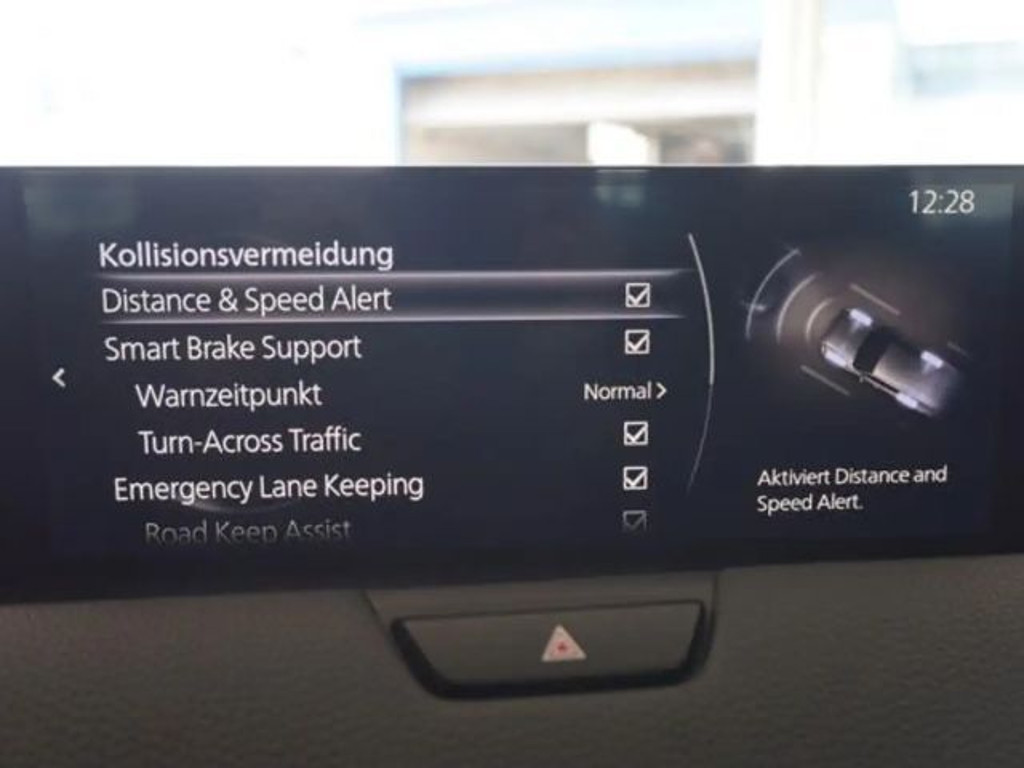 12:28
Kollisionsvermeidung
Distance & Speed Alert
Smart Brake Support
Warnzeitpunkt Normal >
Turn-Across Traffic
Emergency Lane Keeping
Road Keep Assist
Aktiviert Distance and
Speed Alert.